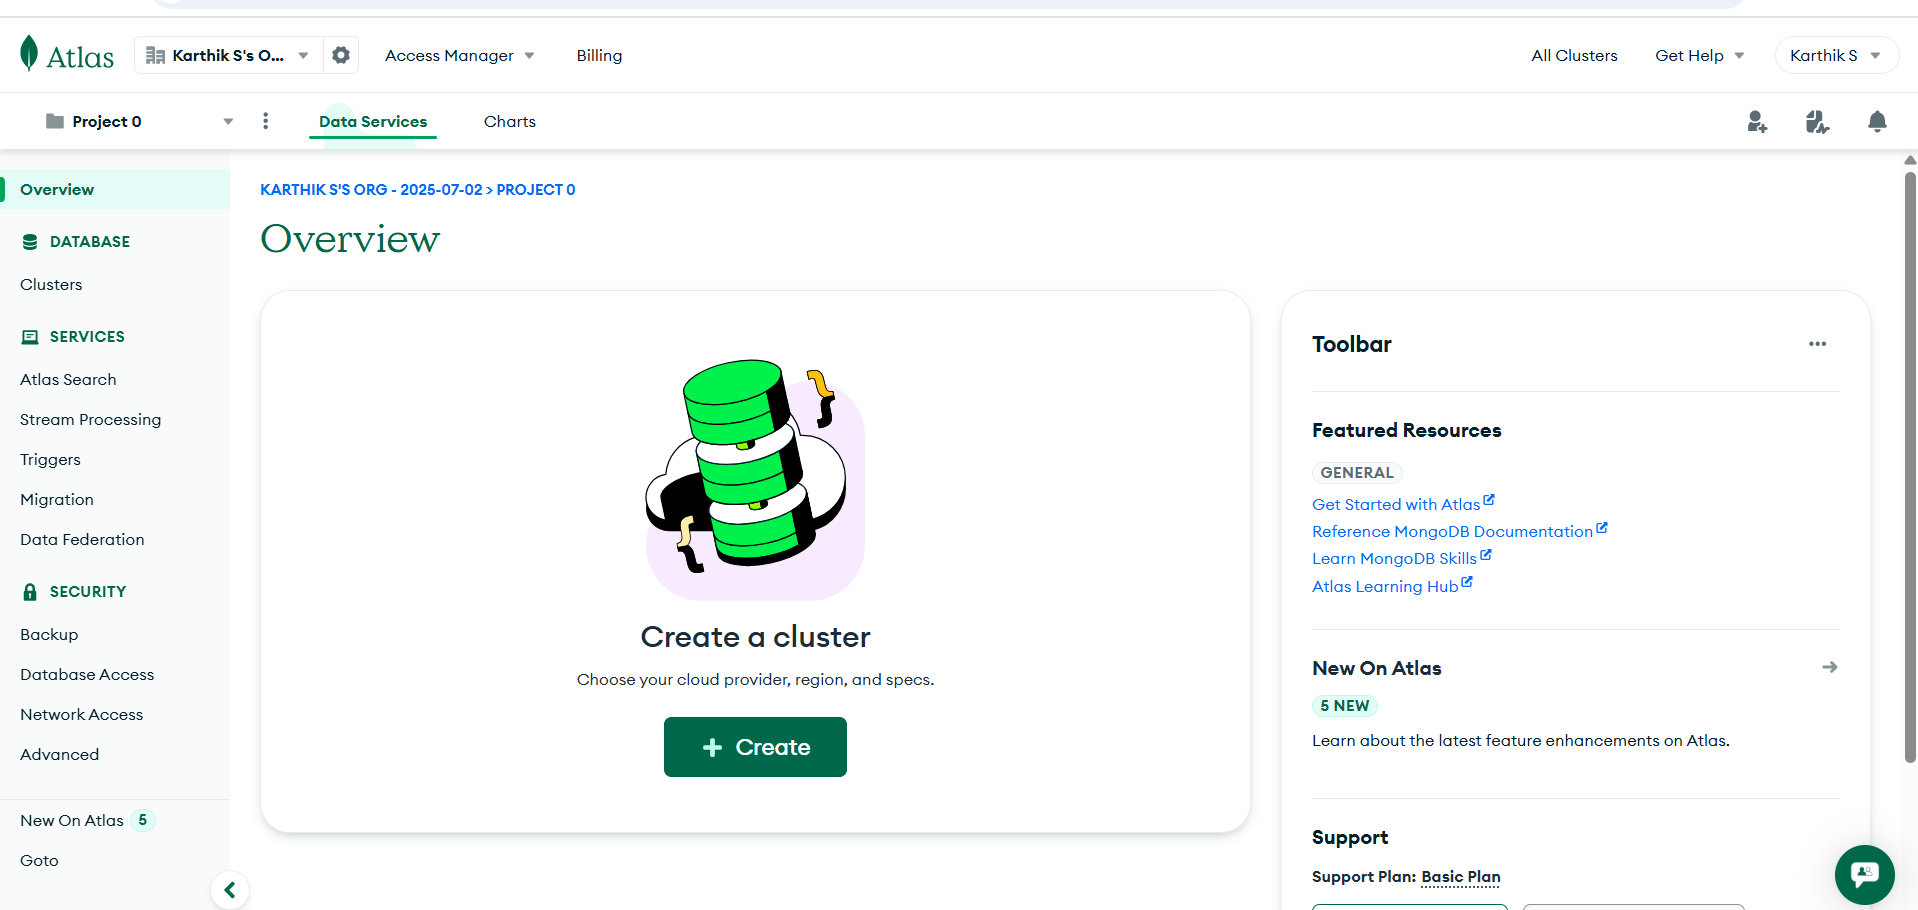 Atlas
Karthik S's O...
Access Manager
Billing
All Clusters
Get Help
Karthik S
Project 0
Data Services
Charts
Overview
DATABASE
Clusters
SERVICES
Atlas Search
Stream Processing
Triggers
Migration
Data Federation
SECURITY
Backup
Database Access
Network Access
Advanced
New On Atlas 5
Goto
KARTHIK S'S ORG - 2025-07-02 > PROJECT 0
Overview
Create a cluster
Choose your cloud provider, region, and specs.
+ Create
Toolbar
Featured Resources
GENERAL
Get Started with Atlas
Reference MongoDB Documentation
Learn MongoDB Skills
Atlas Learning Hub
New On Atlas
5 NEW
Learn about the latest feature enhancements on Atlas.
Support
Support Plan: Basic Plan